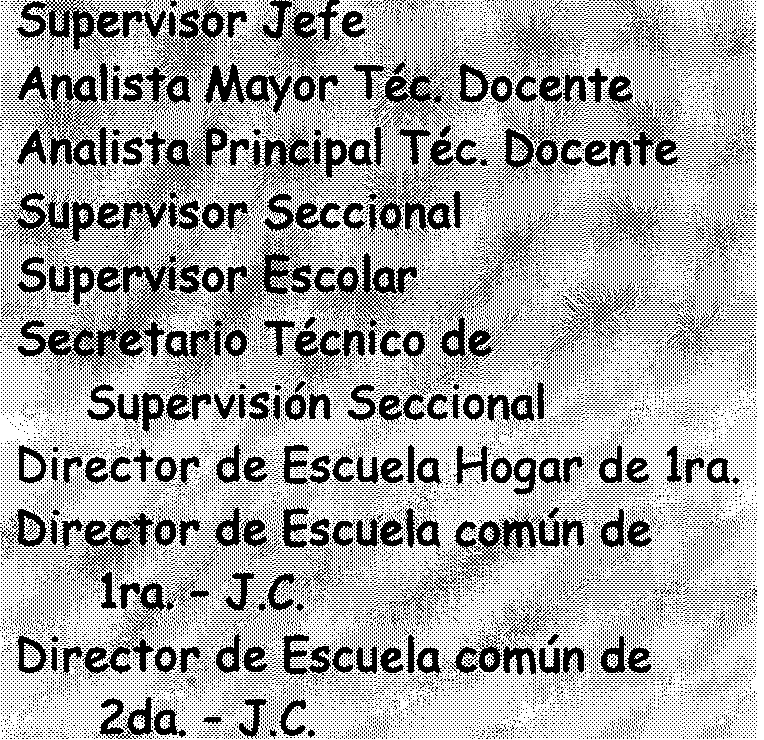 Supervisor Jefe
Analista Mayor Téc. Docente
Analista Principal Téc. Docente
Supervisor Seccional
Supervisor Escolar
Secretario Técnico de
Supervisión Seccional
Director de Escuela Hogar de 1ra.
Director de Escuela común de
1ra. - J.C.
Director de Escuela común de
2da. - J.C.